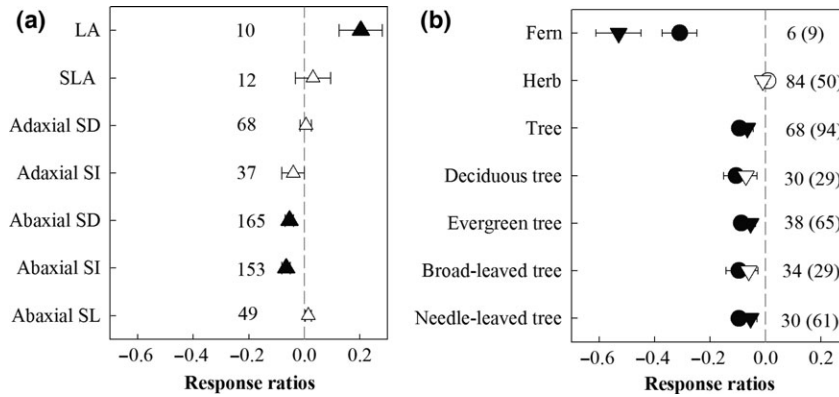 (a)
LA 10
SLA 12
Adaxial SD 68
Adaxial SI 37
Abaxial SD 165
Abaxial SI 153
Abaxial SL 49
−0.6 −0.4 −0.2 0.0 0.2
Response ratios
(b)
Fern 6 (9)
Herb 84 (50)
Tree 68 (94)
Deciduous tree 30 (29)
Evergreen tree 38 (65)
Broad-leaved tree 34 (29)
Needle-leaved tree 30 (61)
−0.6 −0.4 −0.2 0.0 0.2
Response ratios